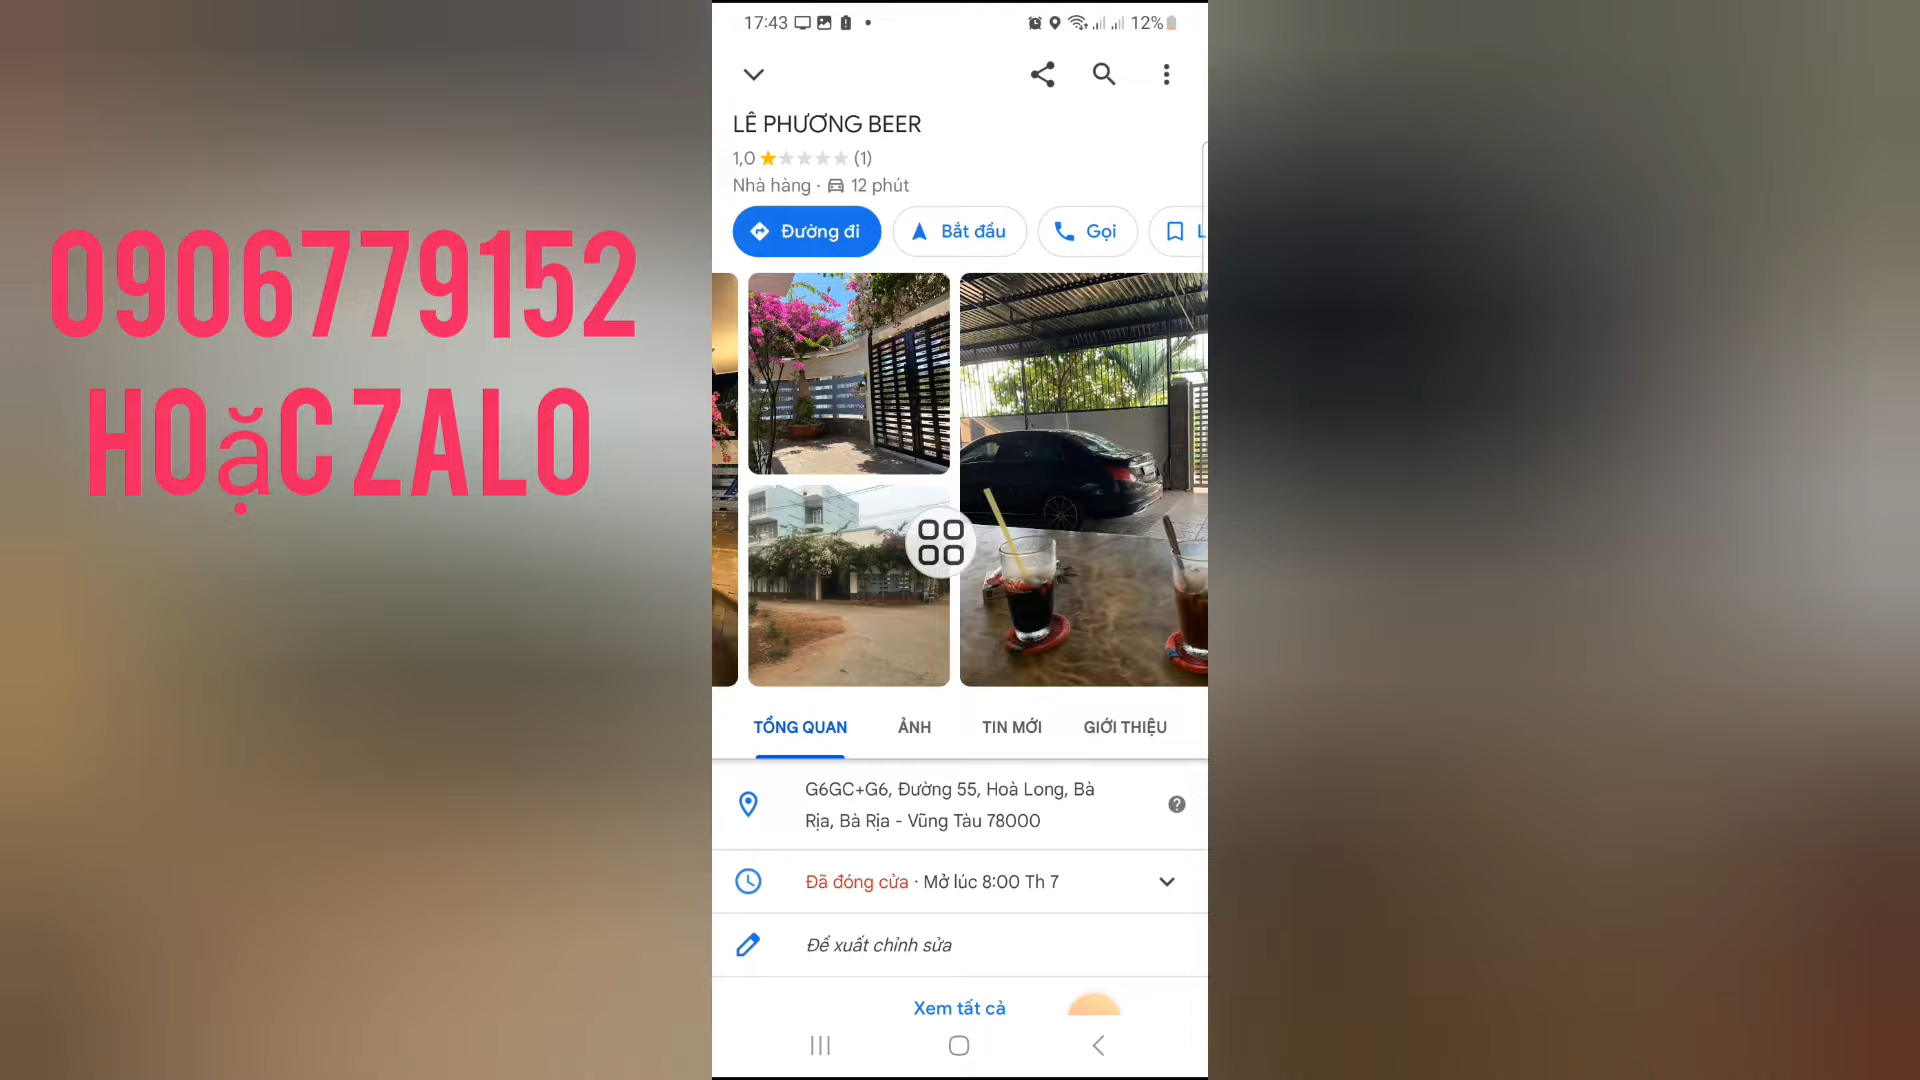 0906779152
HOặC ZALO
17:43
12%
LÊ PHƯƠNG BEER
1,0 (1)
Nhà hàng · 12 phút
Đường đi
Bắt đầu
Gọi
L
TỔNG QUAN
ẢNH
TIN MỚI
GIỚI THIỆU
G6GC+G6, Đường 55, Hoà Long, Bà
Rịa, Bà Rịa - Vũng Tàu 78000
Đã đóng cửa · Mở lúc 8:00 Th 7
Đề xuất chỉnh sửa
Xem tất cả